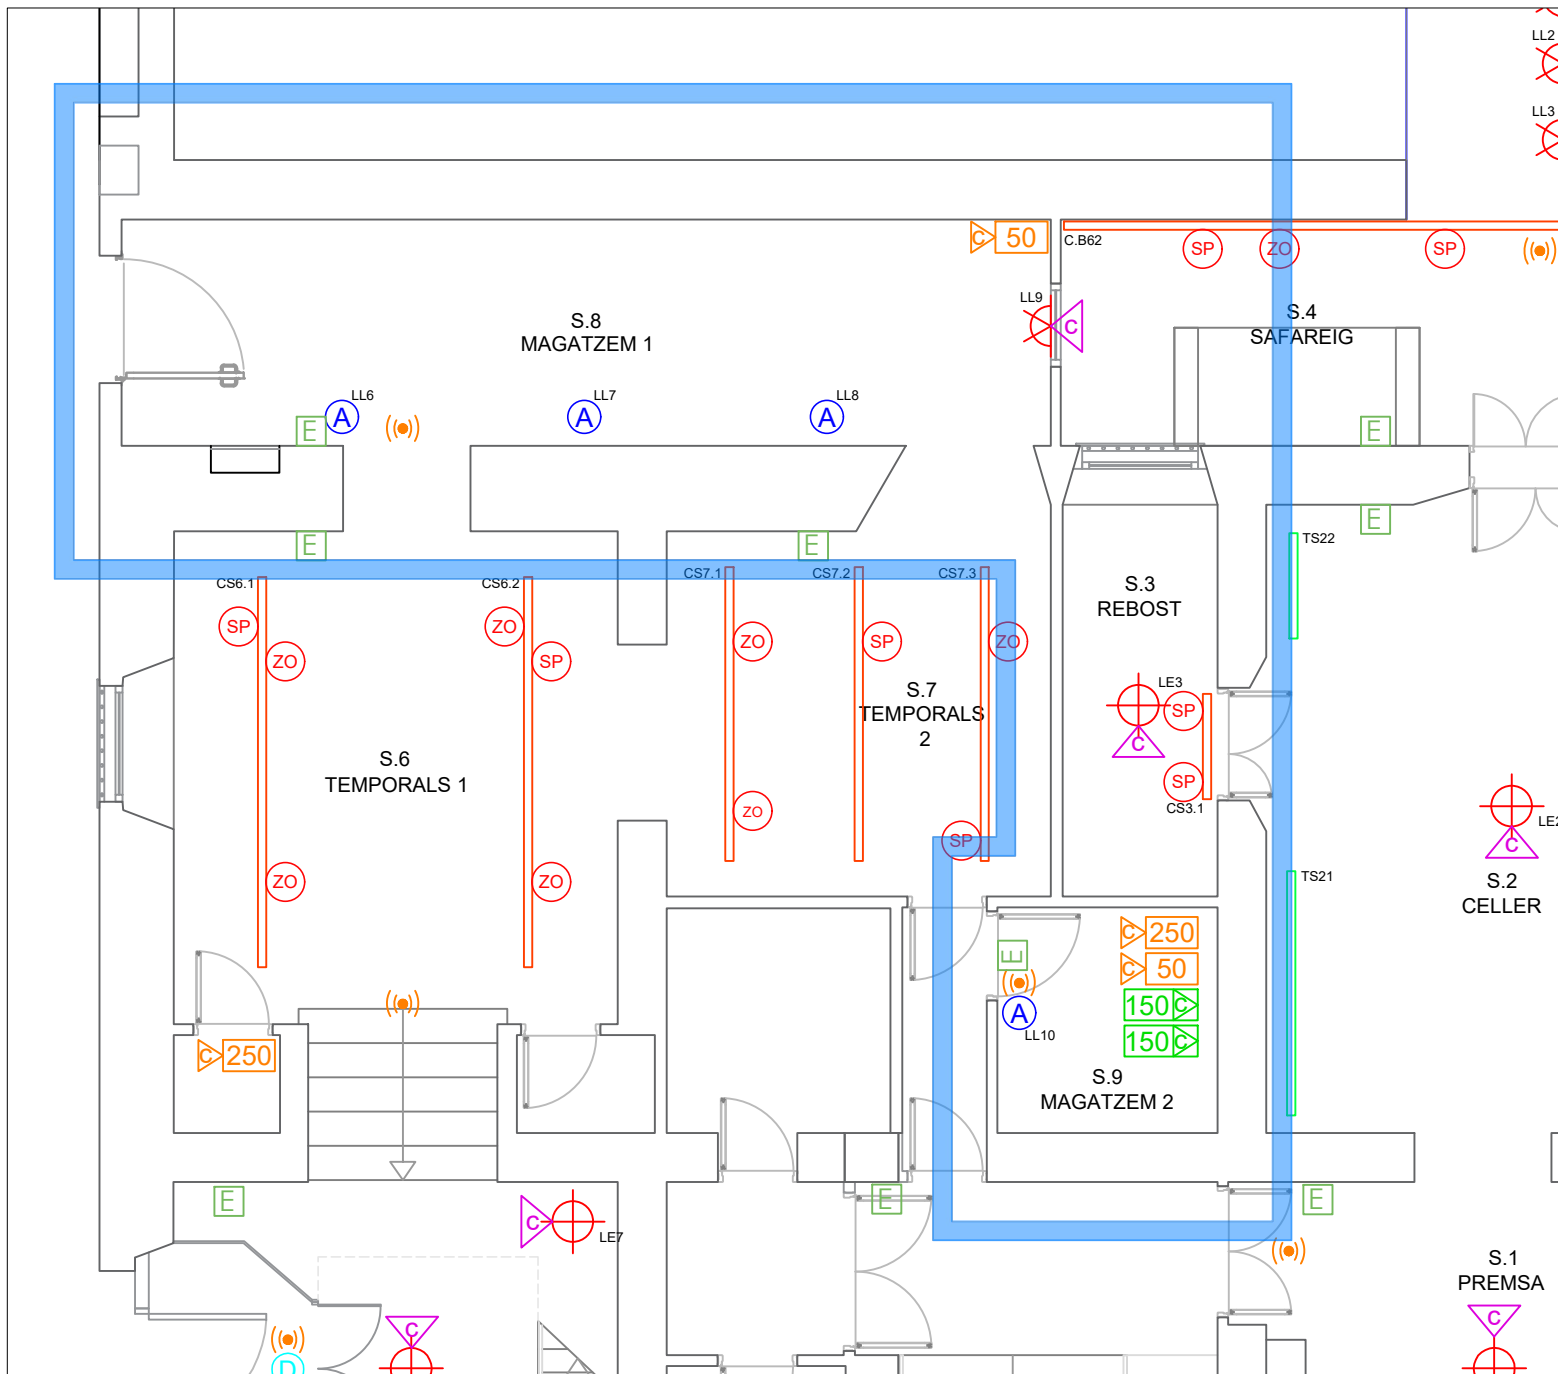 LL2
LL3
C
50
C.B62
SP
ZO
SP
LL9
C
S.8
MAGATZEM 1
S.4
SAFAREIG
LL6
A
LL7
A
LL8
A
E
E
E
E
E
TS22
CS6.1
CS6.2
CS7.1
CS7.2
CS7.3
SP
ZO
ZO
SP
ZO
SP
ZO
S.3
REBOST
S.7
TEMPORALS
2
LE3
SP
C
SP
CS3.1
S.6
TEMPORALS 1
ZO
SP
ZO
ZO
LE2
C
TS21
S.2
CELLER
E
C
250
C
50
150
C
150
C
A
LL10
C
250
S.9
MAGATZEM 2
E
C
LE7
E
E
S.1
PREMSA
C
C
D